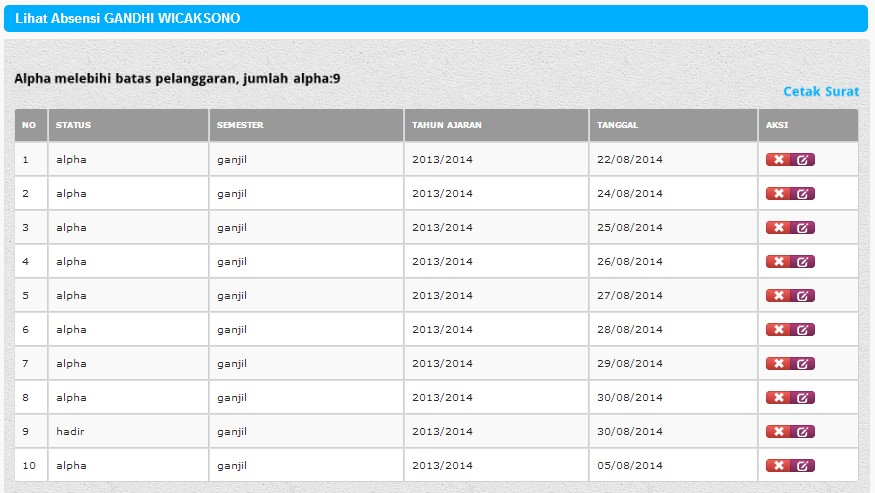 Lihat Absensi GANDHI WICAKSONO
Alpha melebihi batas pelanggaran, jumlah alpha:9
Cetak Surat
NO STATUS SEMESTER TAHUN AJARAN TANGGAL AKSI
1 alpha ganjil 2013/2014 22/08/2014
2 alpha ganjil 2013/2014 24/08/2014
3 alpha ganjil 2013/2014 25/08/2014
4 alpha ganjil 2013/2014 26/08/2014
5 alpha ganjil 2013/2014 27/08/2014
6 alpha ganjil 2013/2014 28/08/2014
7 alpha ganjil 2013/2014 29/08/2014
8 alpha ganjil 2013/2014 30/08/2014
9 hadir ganjil 2013/2014 30/08/2014
10 alpha ganjil 2013/2014 05/08/2014